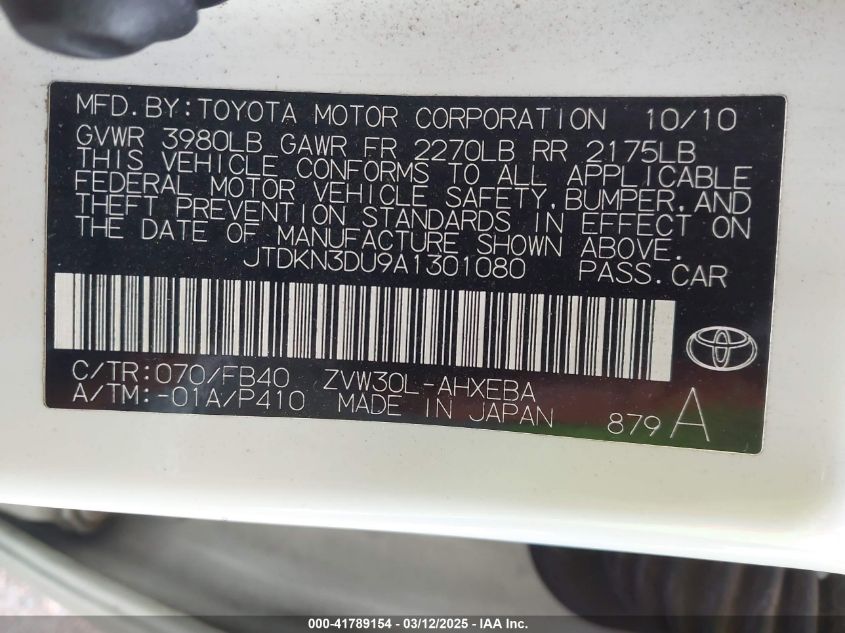 MFD.BY:TOYOTA MOTOR CORPORATION 10/10
GVWR 3980LB GAWR FR 2270LB RR 2175LB
THIS VEHICLE CONFORMS TO ALL APPLICABLE
FEDERAL MOTOR VEHICLE SAFETY,BUMPER,AND
THEFT PREVENTION STANDARDS IN EFFECT ON
THE DATE OF MANUFACTURE SHOWN ABOVE.
JTDKN3DU9A1301080 PASS.CAR
C/TR:070/FB40 ZVW30L-AHXEBA
A/TM:-01A/P410 MADE IN JAPAN 879 A
000-41789154 - 03/12/2025 - IAA Inc.